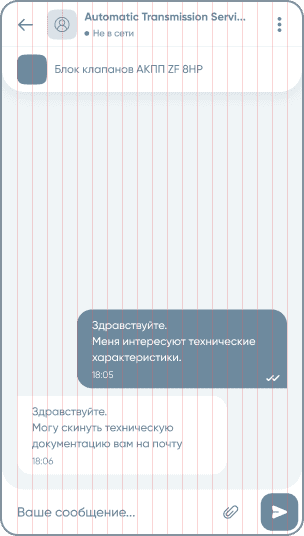 Automatic Transmission Servi...
Не в сети
Блок клапанов АКПП ZF 8HP
Здравствуйте.
Меня интересуют технические
характеристики.
18:05
Здравствуйте.
Могу скинуть техническую
документацию вам на почту
18:06
Ваше сообщение...